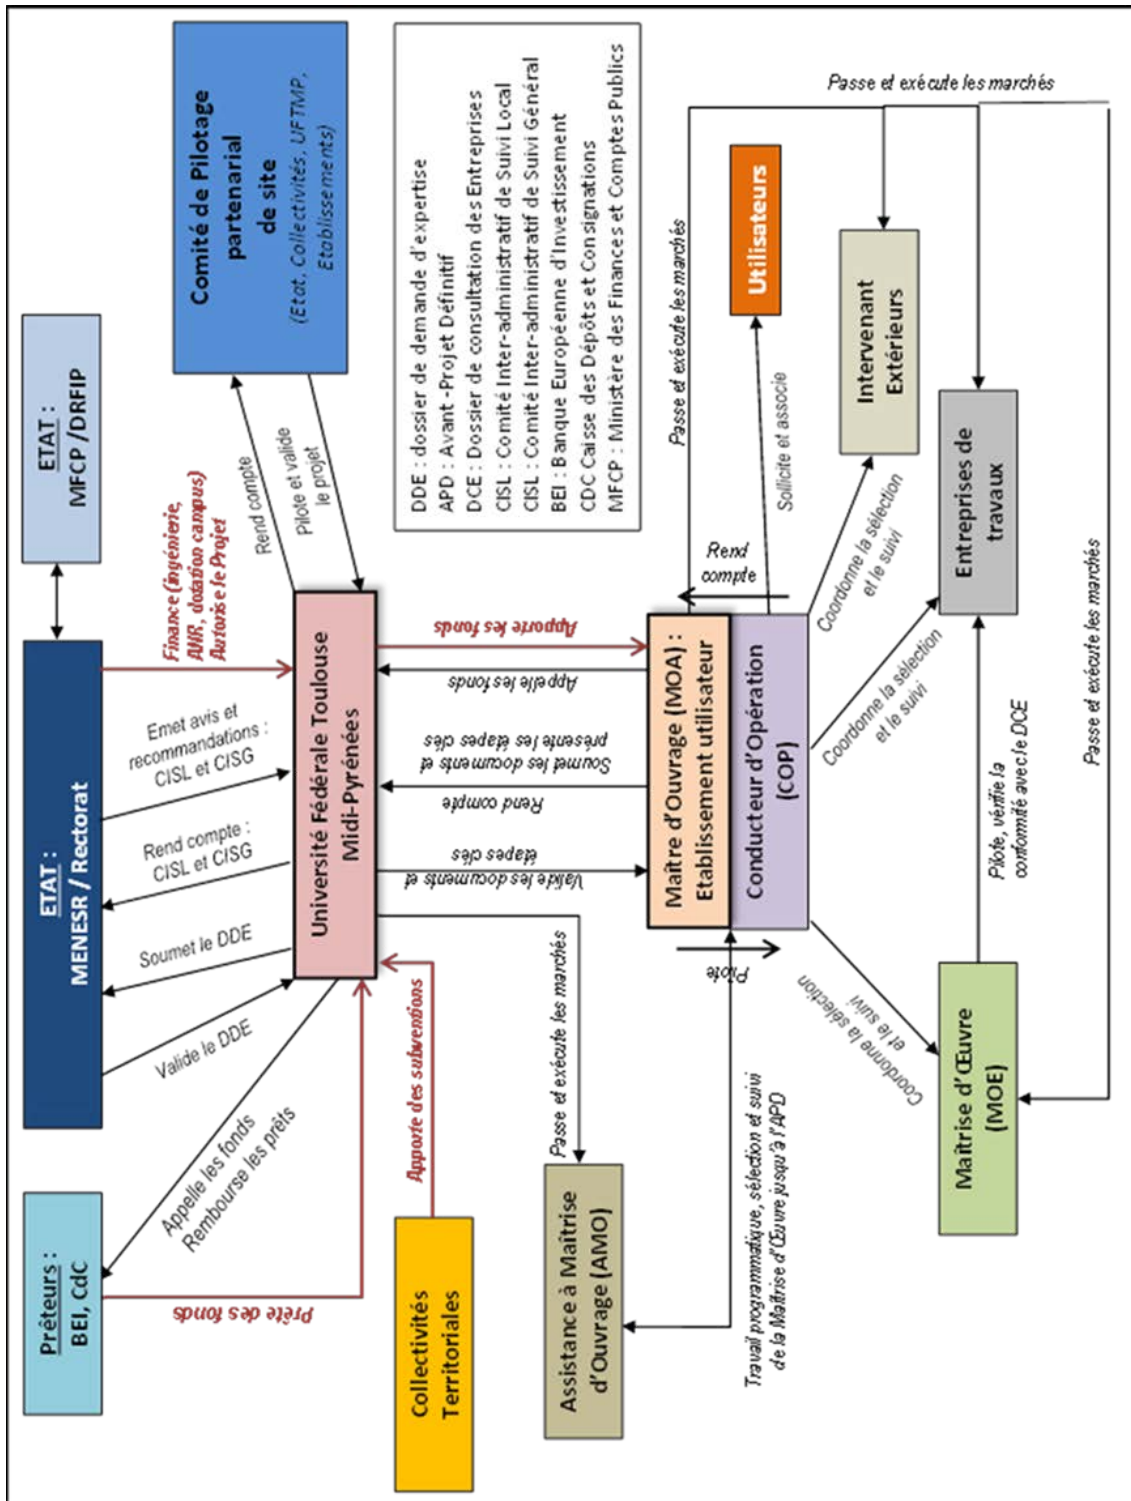 Prêteurs :
BEI, CdC
ETAT :
MENESR / Rectorat
ETAT :
MFCP /DRFIP
Comité de Pilotage
partenarial
de site
(Etat, Collectivités, UFTMP,
Etablissements)
Prête des fonds
Appelle les fonds
Rembourse les prêts
Valide le DDE
Soumet le DDE
Rend compte :
CISL et CISG
Emet avis et
recommandations :
CISL et CISG
Finance (ingénierie,
AHR, dotation campus)
Autorise le Projet
Rend compte
Pilote et valide
le projet
Université Fédérale Toulouse
Midi-Pyrénées
Collectivités
Territoriales
Apporte des subventions
Passe et exécute les marchés
Valide les documents et
étapes clés
Rend compte
Soumet les documents et
présente les étapes clés
Appelle les fonds
Apporte les fonds
DDE : dossier de demande d'expertise
APD : Avant -Projet Définitif
DCE : Dossier de consultation des Entreprises
CISL : Comité Inter-administratif de Suivi Local
CISL : Comité Inter-administratif de Suivi Général
BEI : Banque Européenne d'Investissement
CDC Caisse des Dépôts et Consignations
MFCP : Ministère des Finances et Comptes Publics
Assistance à Maîtrise
d'Ouvrage (AMO)
Maître d'Ouvrage (MOA) :
Etablissement utilisateur
Conducteur d'Opération
(COP)
Pilote
Rend
compte
Passe et exécute les marchés
Sollicite et associe
Utilisateurs
Travail programmatique, sélection et suivi
de la Maîtrise d'Œuvre jusqu'à l'APD
Coordonne la sélection
et le suivi
Coordonne la sélection
et le suivi
Coordonne la sélection
et le suivi
Intervenant
Extérieurs
Passe et exécute les marchés
Maîtrise d'Œuvre
(MOE)
Pilote, vérifie la
conformité avec le DCE
Entreprises de
travaux
Passe et exécute les marchés